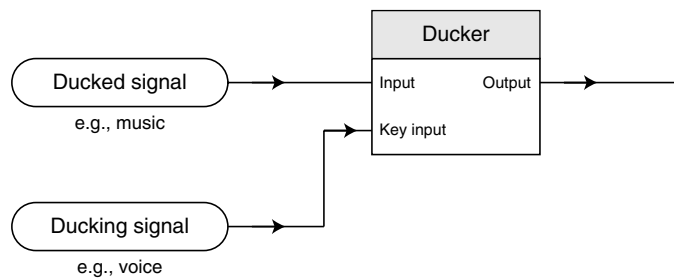 Ducker
Ducked signal
e.g., music
Input
Output
Key input
Ducking signal
e.g., voice